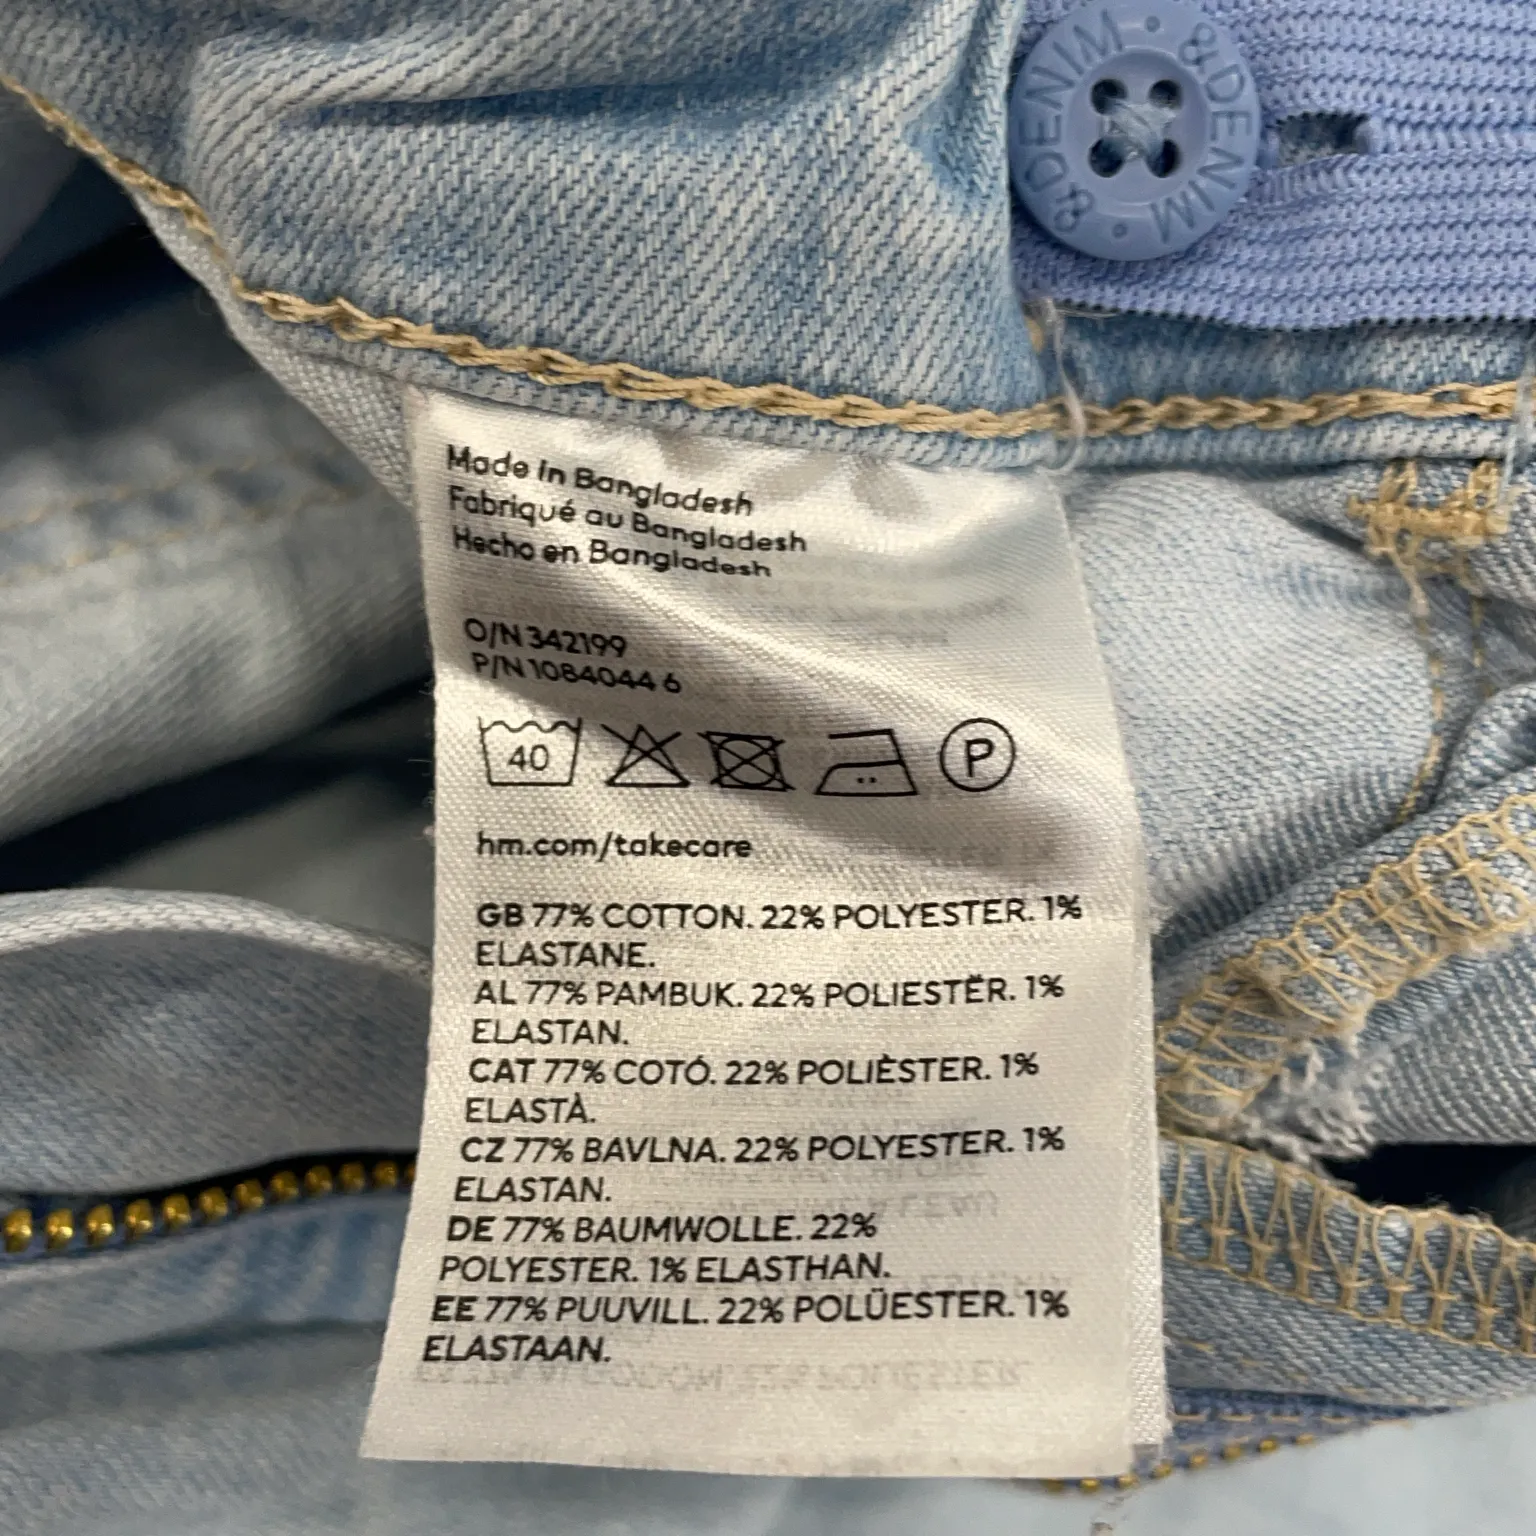 &DENIM • &DENIM •
Made in Bangladesh
Fabriqué au Bangladesh
Hecho en Bangladesh
O/N 342199
P/N 1084044 6
40 P
hm.com/takecare
GB 77% COTTON. 22% POLYESTER. 1%
ELASTANE.
AL 77% PAMBUK. 22% POLIESTËR. 1%
ELASTAN.
CAT 77% COTÓ. 22% POLIÈSTER. 1%
ELASTÀ.
CZ 77% BAVLNA. 22% POLYESTER. 1%
ELASTAN.
DE 77% BAUMWOLLE. 22%
POLYESTER. 1% ELASTHAN.
EE 77% PUUVILL. 22% POLÜESTER. 1%
ELASTAAN.